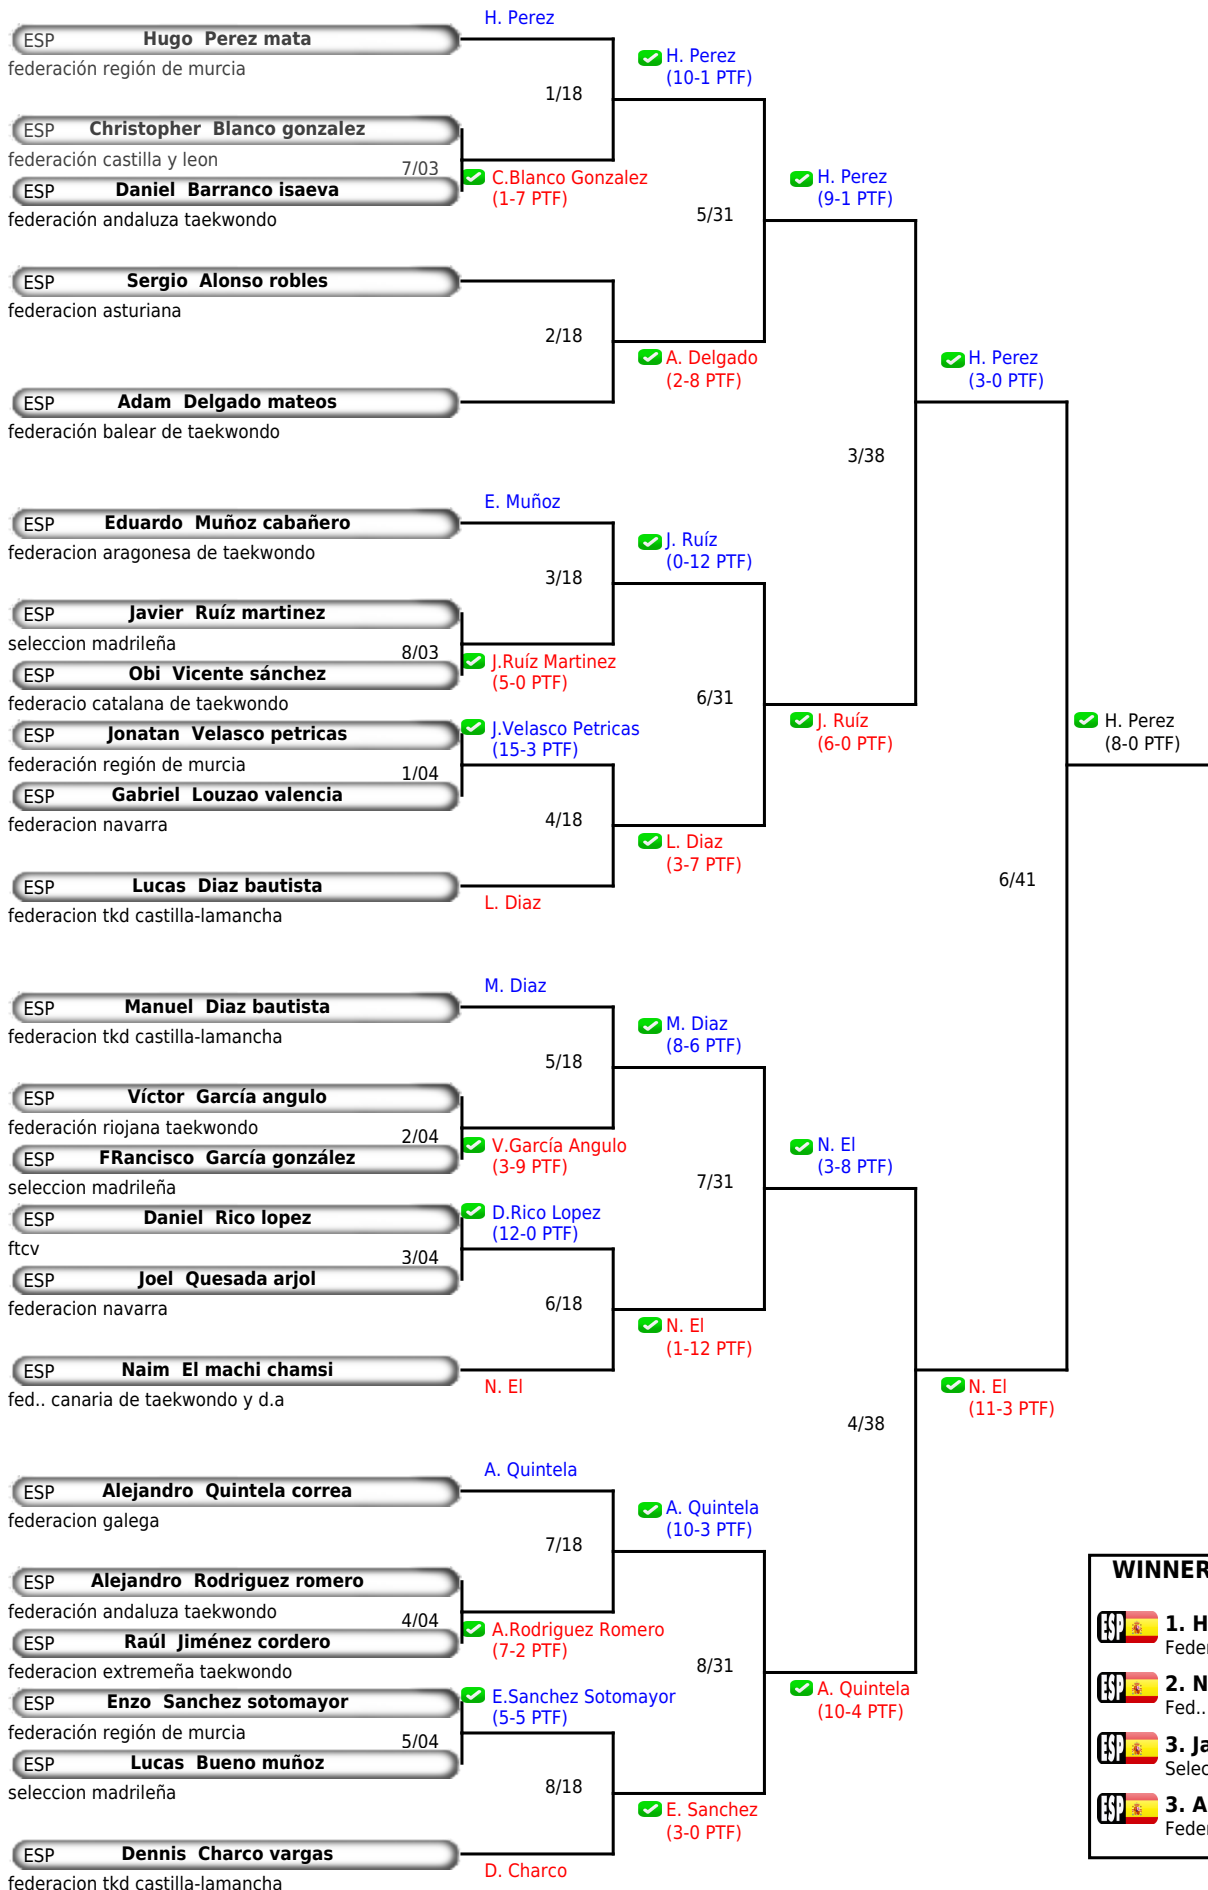 H. Perez
ESP Hugo Perez mata
federación región de murcia
H. Perez
(10-1 PTF)
1/18
ESP Christopher Blanco gonzalez
federación castilla y leon
7/03
C.Blanco Gonzalez
(1-7 PTF)
ESP Daniel Barranco isaeva
federación andaluza taekwondo
H. Perez
(9-1 PTF)
5/31
ESP Sergio Alonso robles
federacion asturiana
2/18
A. Delgado
(2-8 PTF)
ESP Adam Delgado mateos
federación balear de taekwondo
H. Perez
(3-0 PTF)
3/38
E. Muñoz
ESP Eduardo Muñoz cabañero
federacion aragonesa de taekwondo
J. Ruíz
(0-12 PTF)
3/18
ESP Javier Ruíz martinez
seleccion madrileña
8/03
J.Ruíz Martinez
(5-0 PTF)
ESP Obi Vicente sánchez
federacio catalana de taekwondo
6/31
J. Ruíz
(6-0 PTF)
ESP Jonatan Velasco petricas
federación región de murcia
J.Velasco Petricas
(15-3 PTF)
1/04
ESP Gabriel Louzao valencia
federacion navarra
4/18
L. Diaz
(3-7 PTF)
ESP Lucas Diaz bautista
federacion tkd castilla-lamancha
L. Diaz
H. Perez
(8-0 PTF)
6/41
M. Diaz
ESP Manuel Diaz bautista
federacion tkd castilla-lamancha
M. Diaz
(8-6 PTF)
5/18
ESP Víctor García angulo
federación riojana taekwondo
2/04
V.García Angulo
(3-9 PTF)
ESP FRancisco García gonzález
seleccion madrileña
7/31
N. El
(3-8 PTF)
ESP Daniel Rico lopez
ftcv
D.Rico Lopez
(12-0 PTF)
3/04
ESP Joel Quesada arjol
federacion navarra
6/18
N. El
(1-12 PTF)
ESP Naim El machi chamsi
fed.. canaria de taekwondo y d.a
N. El
N. El
(11-3 PTF)
4/38
A. Quintela
ESP Alejandro Quintela correa
federacion galega
A. Quintela
(10-3 PTF)
7/18
ESP Alejandro Rodriguez romero
federación andaluza taekwondo
4/04
A.Rodriguez Romero
(7-2 PTF)
ESP Raúl Jiménez cordero
federacion extremeña taekwondo
8/31
A. Quintela
(10-4 PTF)
ESP Enzo Sanchez sotomayor
federación región de murcia
E.Sanchez Sotomayor
(5-5 PTF)
5/04
ESP Lucas Bueno muñoz
seleccion madrileña
8/18
E. Sanchez
(3-0 PTF)
ESP Dennis Charco vargas
federacion tkd castilla-lamancha
D. Charco
WINNER
ESP 1. H
Feder
ESP 2. N
Fed..
ESP 3. Ja
Selec
ESP 3. A
Feder